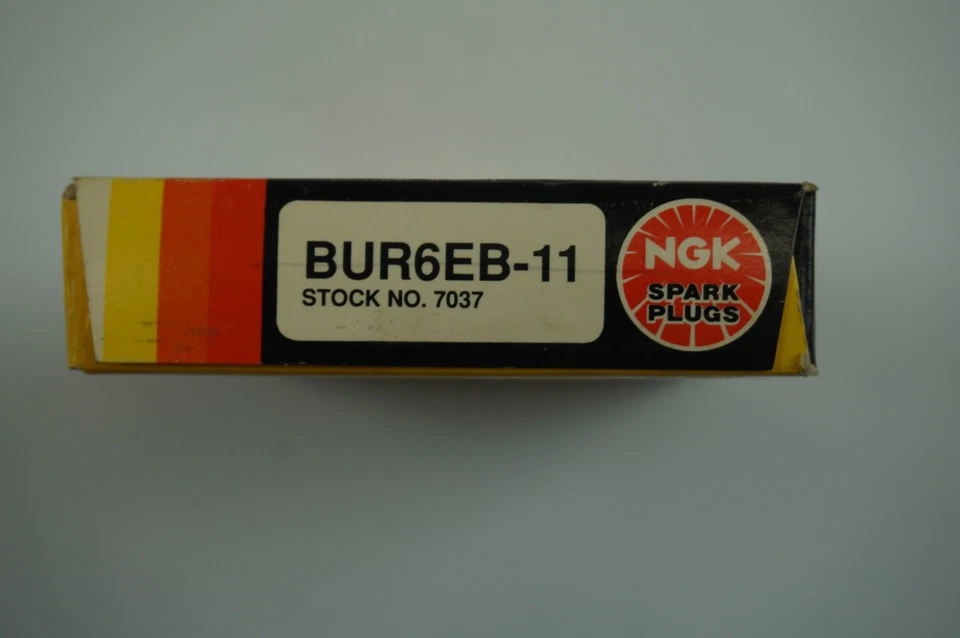 BUR6EB-11
STOCK NO. 7037
NGK
SPARK
PLUGS